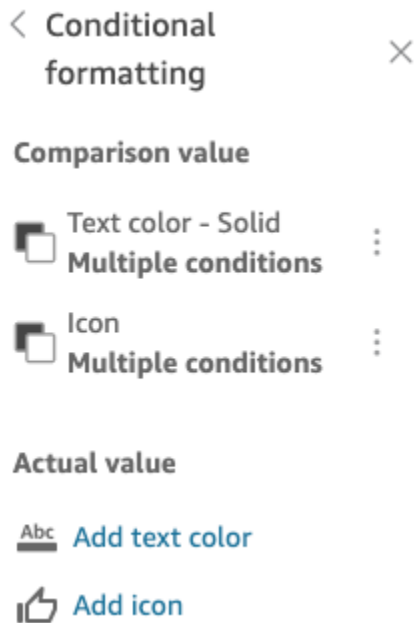 Conditional
formatting
Comparison value
Text color - Solid
Multiple conditions
Icon
Multiple conditions
Actual value
Abc Add text color
Add icon